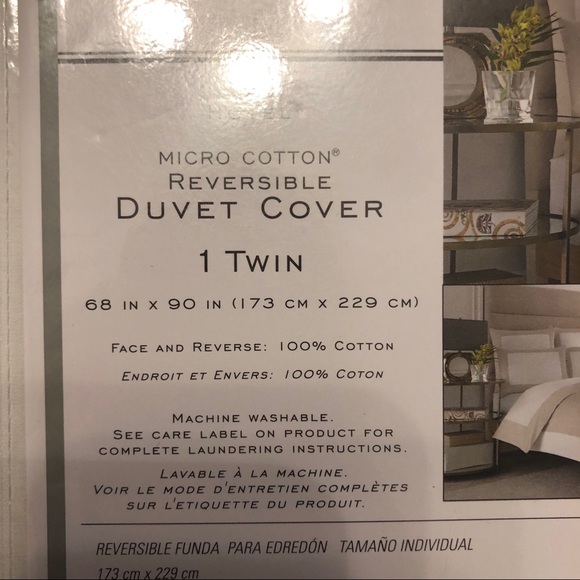 MICRO COTTON®
REVERSIBLE
DUVET COVER
1 TWIN
68 IN X 90 IN (173 CM X 229 CM)
FACE AND REVERSE: 100% COTTON
ENDROIT ET ENVERS: 100% COTON
MACHINE WASHABLE.
SEE CARE LABEL ON PRODUCT FOR
COMPLETE LAUNDERING INSTRUCTIONS.
LAVABLE À LA MACHINE.
VOIR LE MODE D'ENTRETIEN COMPLÈTES
SUR L'ETIQUETTE DU PRODUIT.
REVERSIBLE FUNDA PARA EDREDÓN TAMAÑO INDIVIDUAL
173 cm x 229 cm